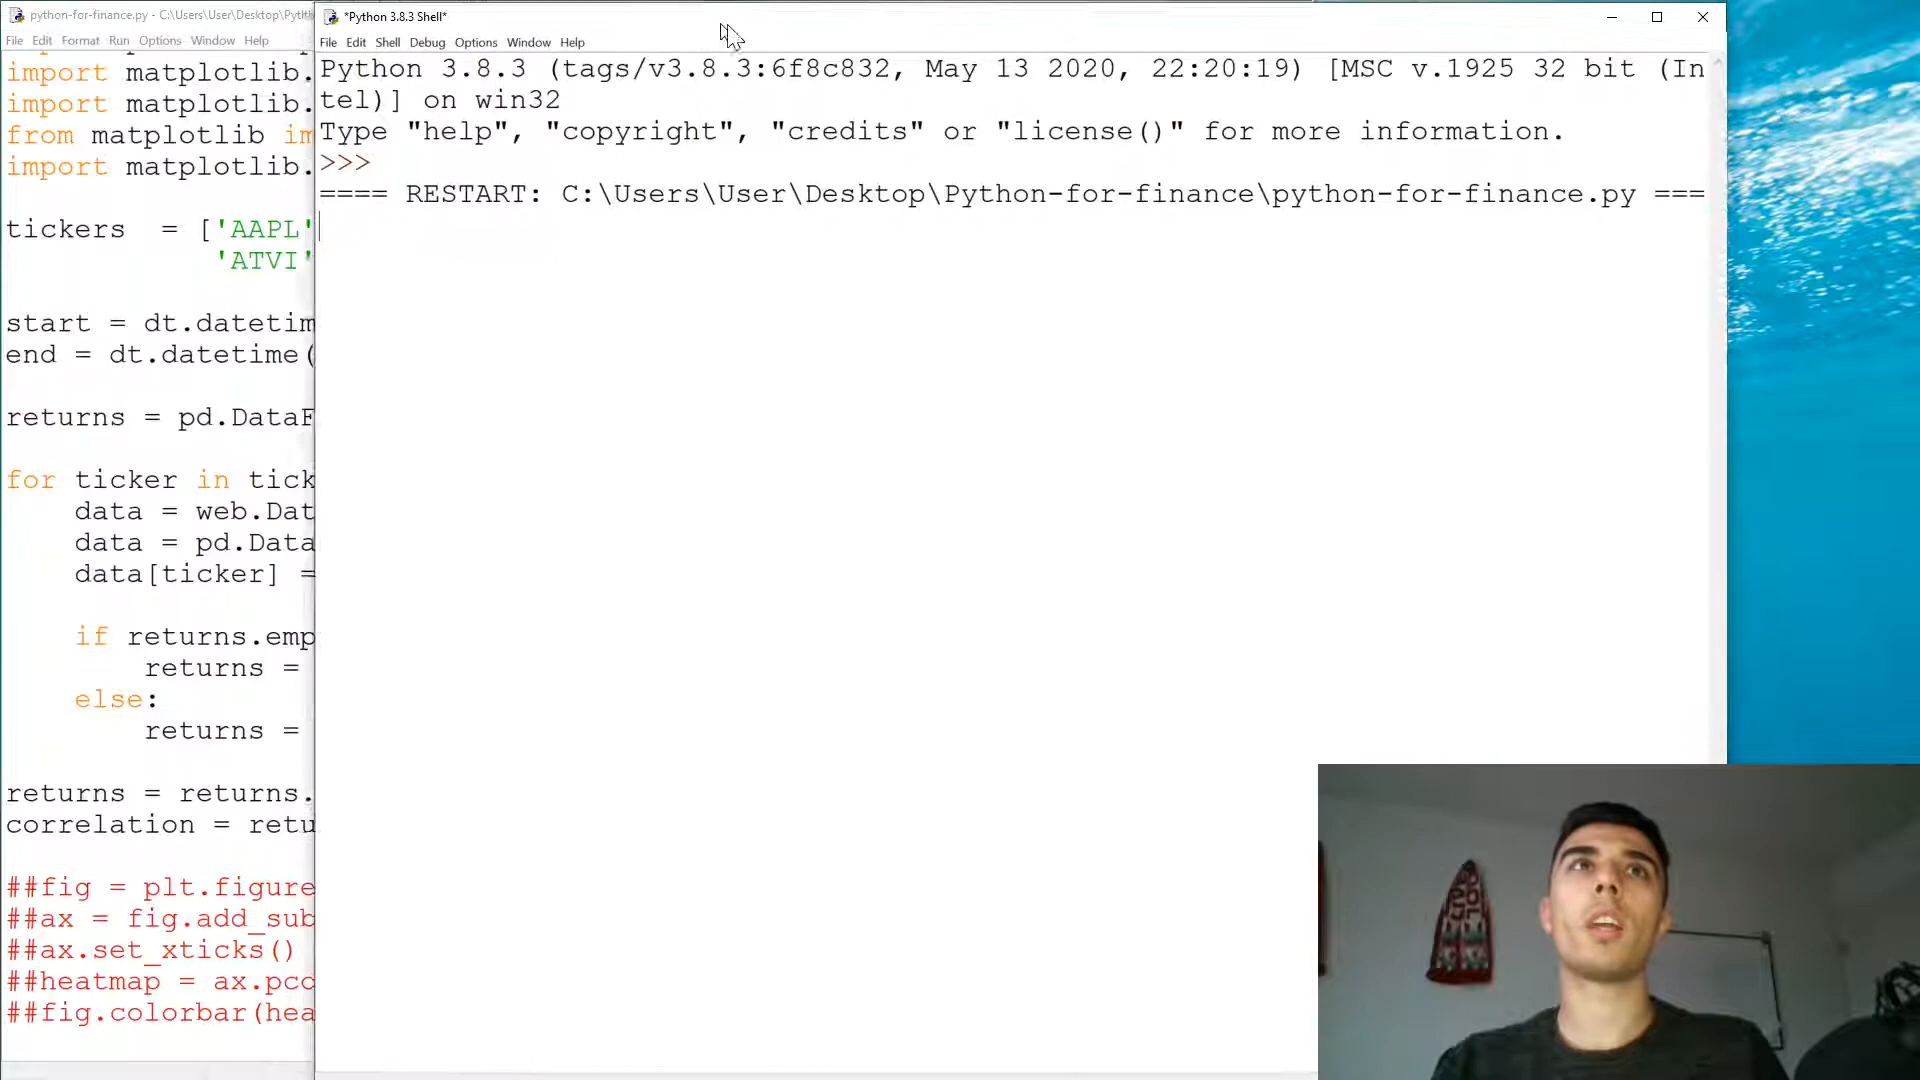 python-for-finance.py - C:\Users\User\Desktop\Pytl
File Edit Format Run Options Window Help
import matplotlib.
import matplotlib.
from matplotlib im
import matplotlib.
tickers = ['AAPL'
'ATVI'
start = dt.datetim
end = dt.datetime(
returns = pd.DataF
for ticker in tick
data = web.Dat
data = pd.Data
data[ticker] =
if returns.emp
returns =
else:
returns =
returns = returns.
correlation = retu
##fig = plt.figure
##ax = fig.add_sub
##ax.set_xticks()
##heatmap = ax.pcc
##fig.colorbar(hea
*Python 3.8.3 Shell*
File Edit Shell Debug Options Window Help
Python 3.8.3 (tags/v3.8.3:6f8c832, May 13 2020, 22:20:19) [MSC v.1925 32 bit (In
tel)] on win32
Type "help", "copyright", "credits" or "license()" for more information.
>>>
==== RESTART: C:\Users\User\Desktop\Python-for-finance\python-for-finance.py ===